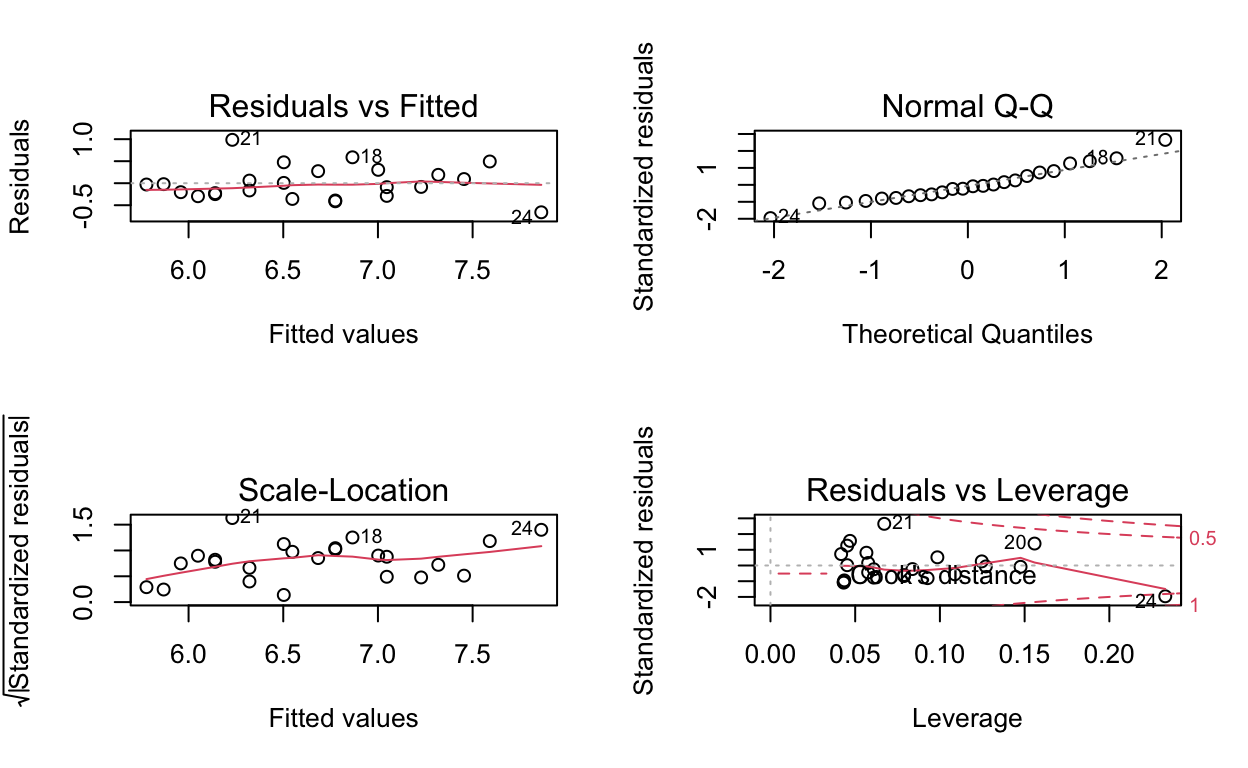 Residuals vs Fitted
Residuals
1.0
-0.5
21
18
24
6.0 6.5 7.0 7.5
Fitted values
Normal Q-Q
Standardized residuals
1
-2
21
18
24
-2 -1 0 1 2
Theoretical Quantiles
Scale-Location
√|Standardized residuals|
1.5
0.0
21
18
24
6.0 6.5 7.0 7.5
Fitted values
Residuals vs Leverage
Standardized residuals
1
-2
21
20
24
0.5
1
Cook's distance
0.00 0.05 0.10 0.15 0.20
Leverage